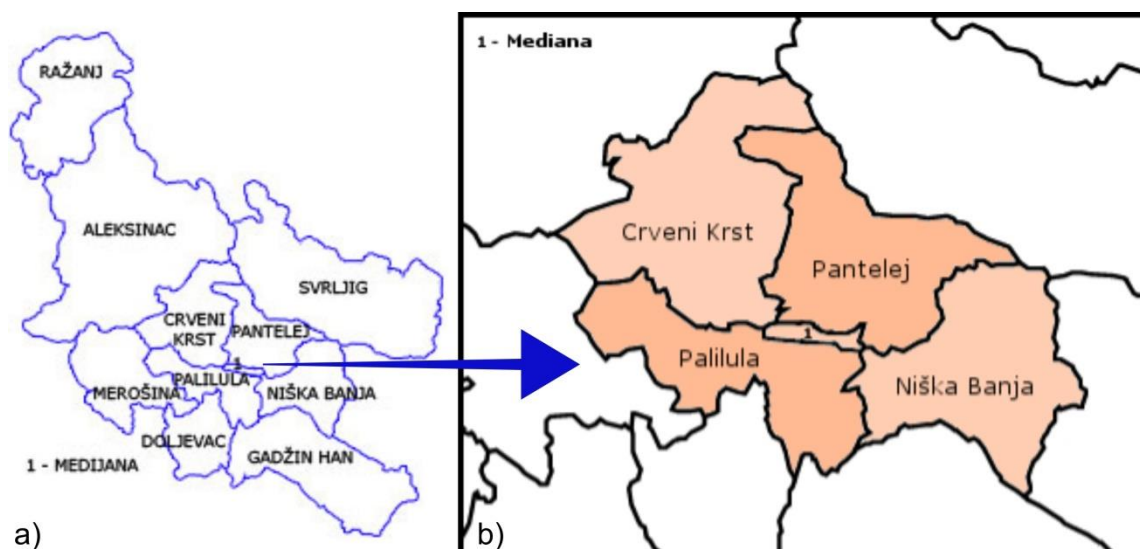 RAŽANJ
ALEKSINAC
SVRLJIG
CRVENI
KRST
PANTELEJ
1
PALILULA
MEROŠINA
NIŠKA BANJA
DOLJEVAC
GADŽIN HAN
1 - MEDIJANA
a)
1 - Mediana
Crveni Krst
Pantelej
1
Palilula
Niška Banja
b)